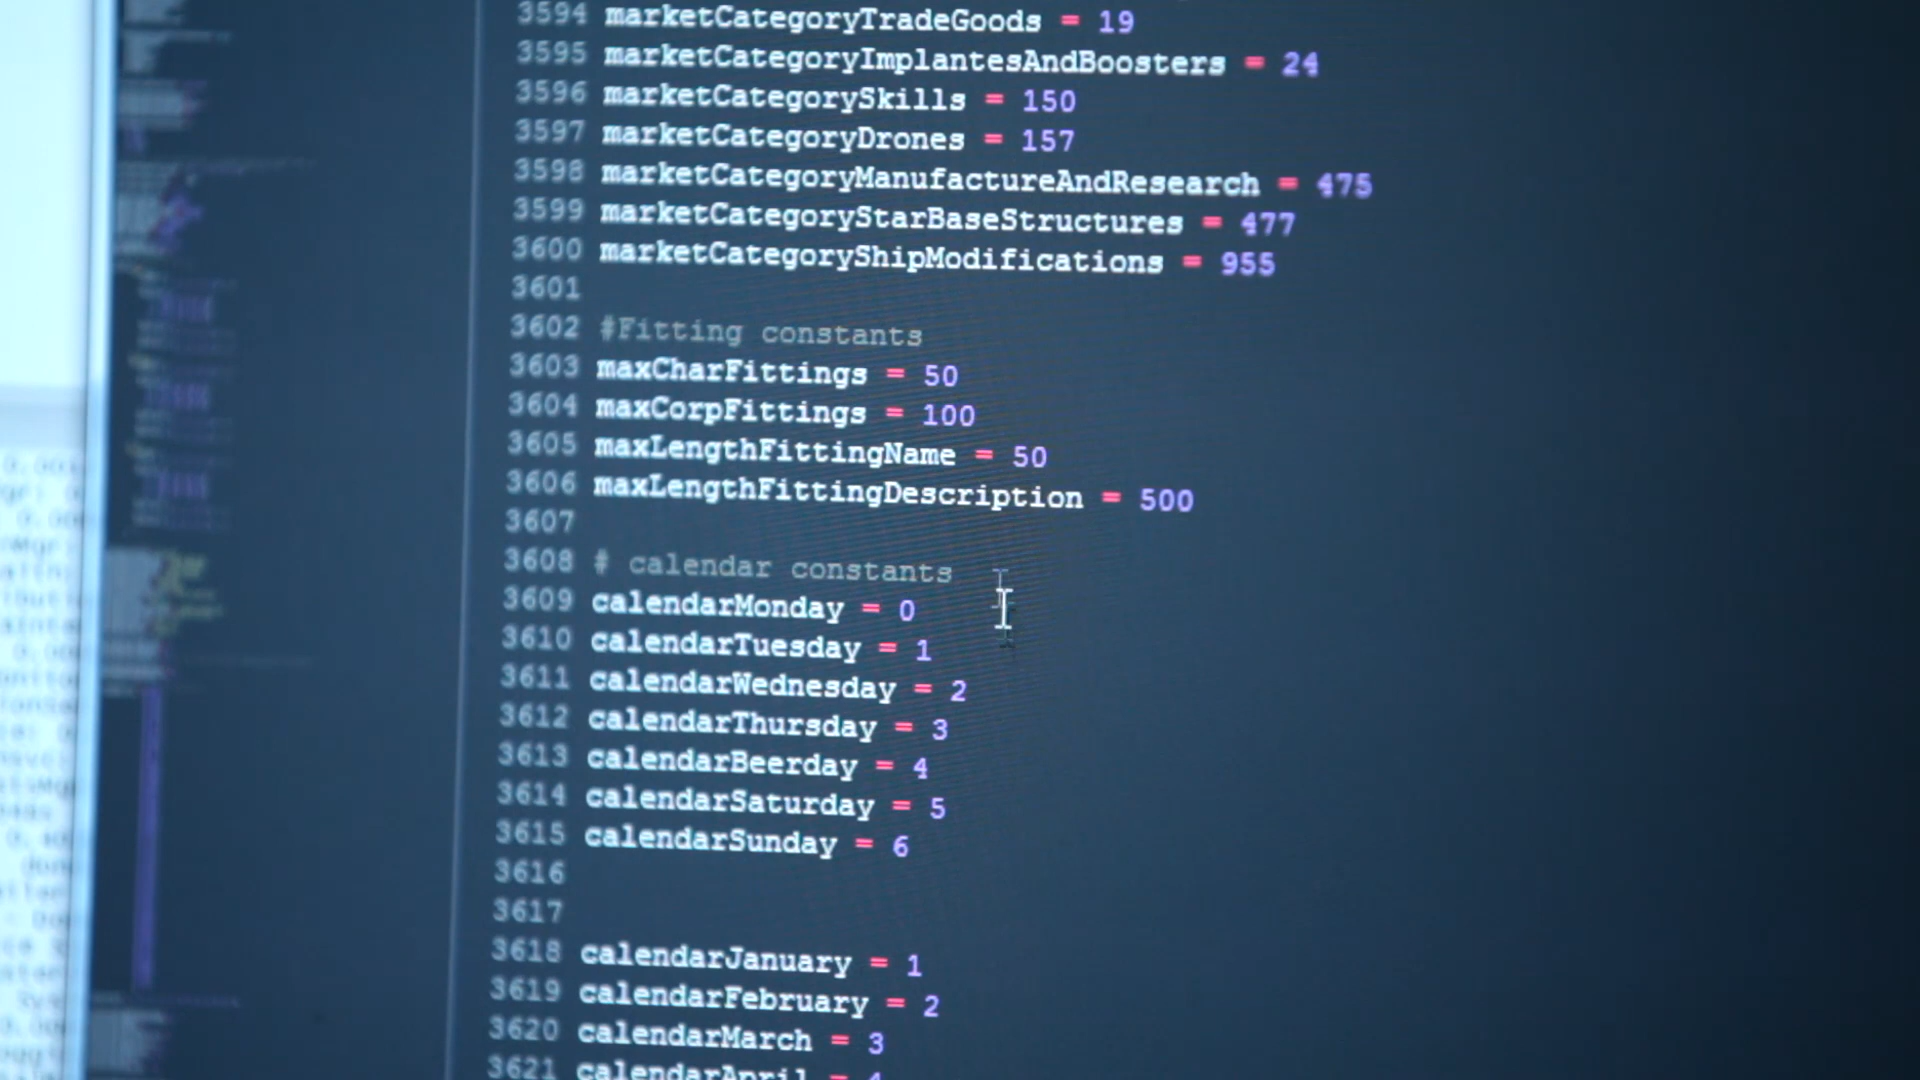 3594 marketCategoryTradeGoods = 19
3595 marketCategoryImplantesAndBoosters = 24
3596 marketCategorySkills = 150
3597 marketCategoryDrones = 157
3598 marketCategoryManufactureAndResearch = 475
3599 marketCategoryStarBaseStructures = 477
3600 marketCategoryShipModifications = 955
3601
3602 #Fitting constants
3603 maxCharFittings = 50
3604 maxCorpFittings = 100
3605 maxLengthFittingName = 50
3606 maxLengthFittingDescription = 500
3607
3608 # calendar constants
3609 calendarMonday = 0
3610 calendarTuesday = 1
3611 calendarWednesday = 2
3612 calendarThursday = 3
3613 calendarBeerday = 4
3614 calendarSaturday = 5
3615 calendarSunday = 6
3616
3617
3618 calendarJanuary = 1
3619 calendarFebruary = 2
3620 calendarMarch = 3
3621 calendarApril = 4